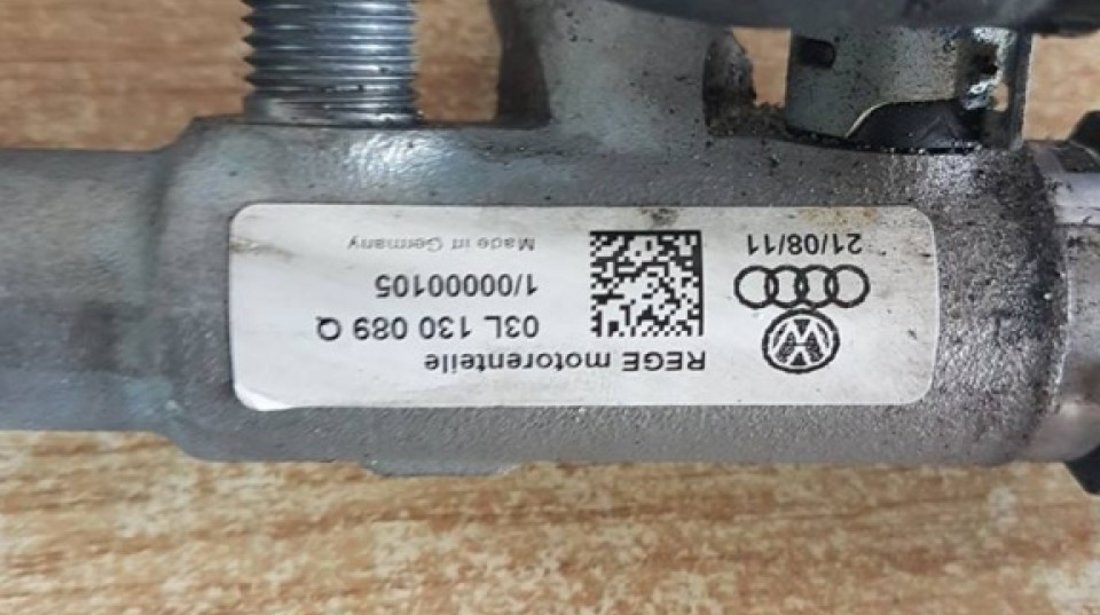 REGE motorenteile
03L 130 089 Q
1/00000105
Made in Germany
21/08/11